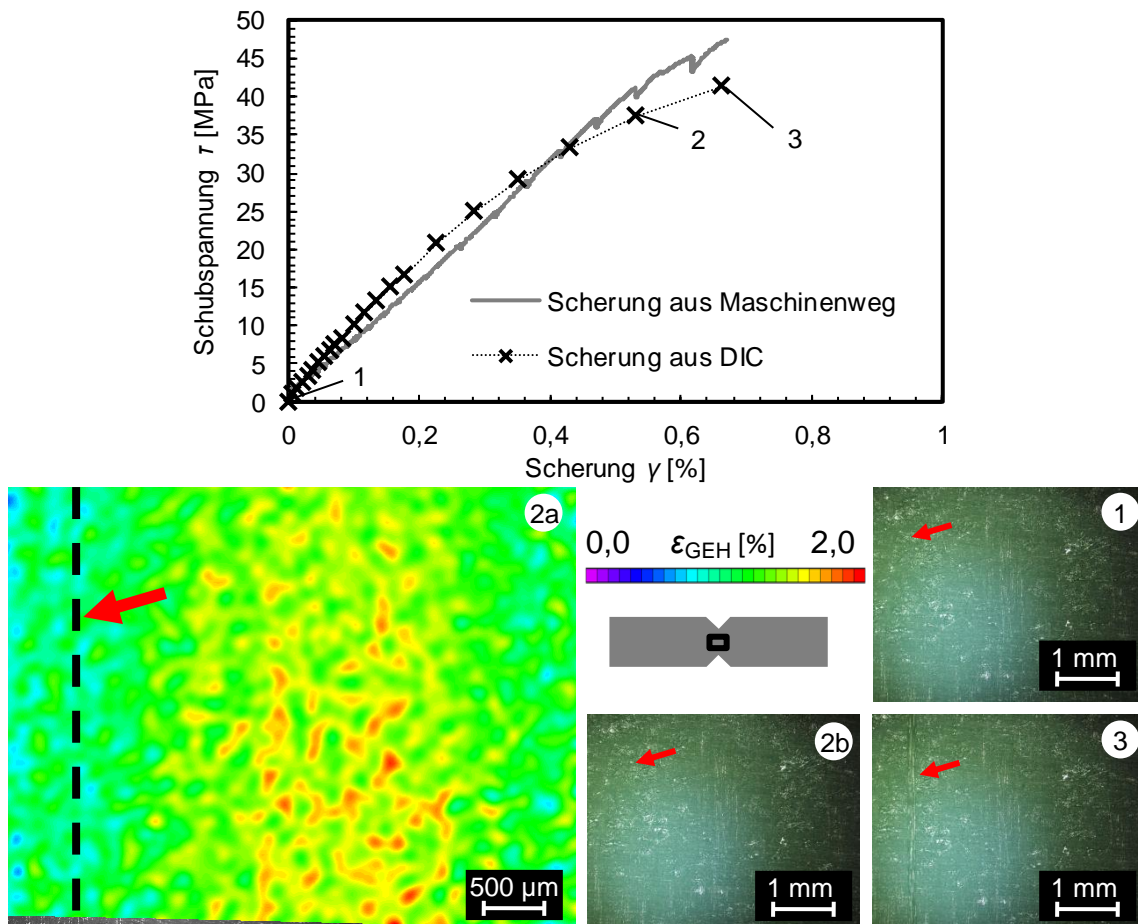 50
45
40
35
30
25
20
15
10
5
0
Schubspannung τ [MPa]
2
3
1
Scherung aus Maschinenweg
Scherung aus DIC
0 0,2 0,4 0,6 0,8 1
Scherung γ [%]
2a
500 µm
0,0 εGEH [%] 2,0
1
1 mm
2b
1 mm
3
1 mm